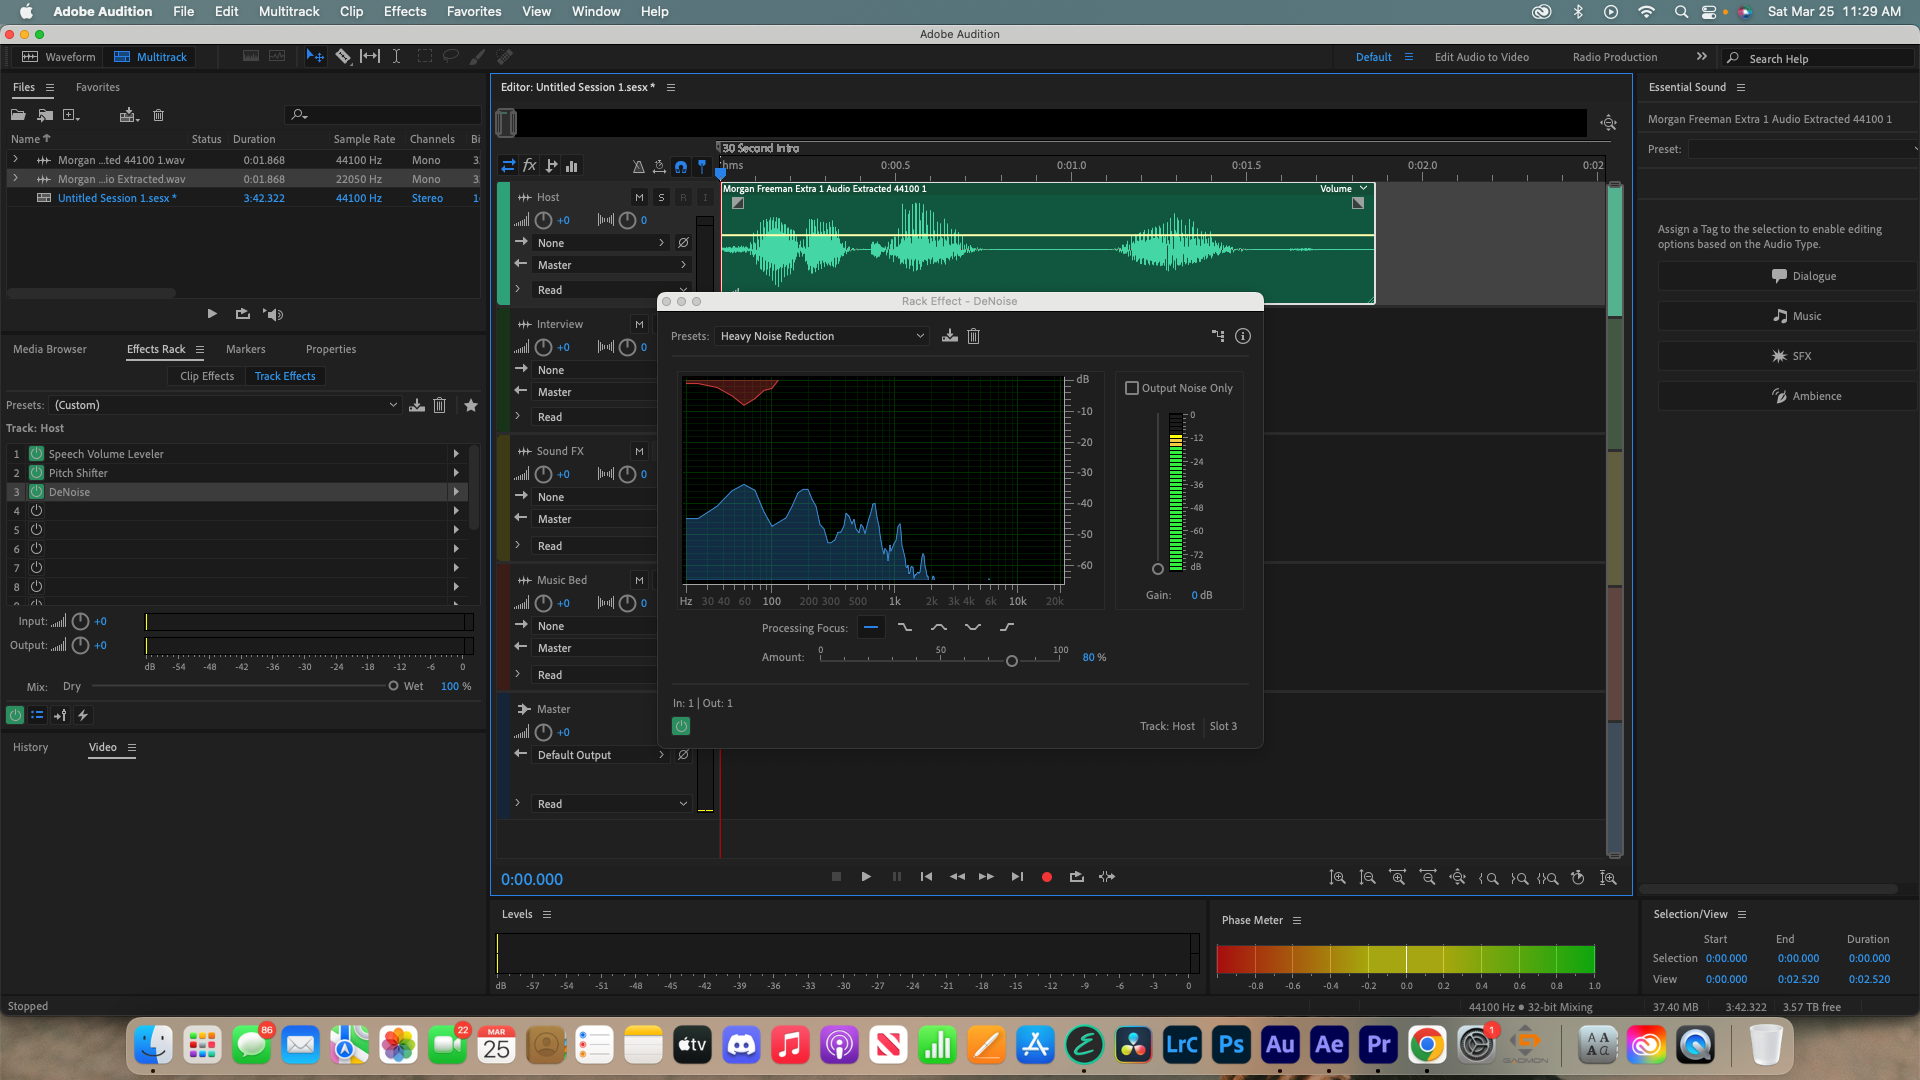 Adobe Audition File Edit Multitrack Clip Effects Favorites View Window Help Sat Mar 25 11:29 AM
Adobe Audition
Waveform Multitrack Default Edit Audio to Video Radio Production Search Help
Files Favorites
Name Status Duration Sample Rate Channels Bi
Morgan ...ted 44100 1.wav 0:01.868 44100 Hz Mono
Morgan ...io Extracted.wav 0:01.868 22050 Hz Mono
Untitled Session 1.sesx * 3:42.322 44100 Hz Stereo
Media Browser Effects Rack Markers Properties
Clip Effects Track Effects
Presets: (Custom)
Track: Host
1 Speech Volume Leveler
2 Pitch Shifter
3 DeNoise
4
5
6
7
8
Input: +0
Output: +0
dB -54 -48 -42 -36 -30 -24 -18 -12 -6 0
Mix: Dry Wet 100 %
History Video
Editor: Untitled Session 1.sesx *
30 Second Intra
hms 0:00.5 0:01.0 0:01.5 0:02.0 0:02
Host M S R I
+0 0
None
Master
Read
Morgan Freeman Extra 1 Audio Extracted 44100 1 Volume
Interview M
+0 0
None
Master
Read
Sound FX M
+0 0
None
Master
Read
Music Bed M
+0 0
None
Master
Read
Master
+0
Default Output
Read
Rack Effect - DeNoise
Presets: Heavy Noise Reduction
dB
-10
-20
-30
-40
-50
-60
Hz 30 40 60 100 200 300 500 1k 2k 3k 4k 6k 10k 20k
Output Noise Only
0
-12
-24
-36
-48
-60
-72
dB
Gain: 0 dB
Processing Focus:
Amount: 0 50 100 80 %
In: 1 | Out: 1
Track: Host Slot 3
0:00.000
Levels
dB -57 -54 -51 -48 -45 -42 -39 -36 -33 -30 -27 -24 -21 -18 -15 -12 -9 -6 -3 0
Phase Meter
-0.8 -0.6 -0.4 -0.2 0.0 0.2 0.4 0.6 0.8 1.0
Essential Sound
Morgan Freeman Extra 1 Audio Extracted 44100 1
Preset:
Assign a Tag to the selection to enable editing
options based on the Audio Type.
Dialogue
Music
SFX
Ambience
Selection/View
Start End Duration
Selection 0:00.000 0:00.000 0:00.000
View 0:00.000 0:02.520 0:02.520
Stopped 44100 Hz ● 32-bit Mixing 37.40 MB 3:42.322 3.57 TB free
86 22 MAR 25 tv LrC Ps Au Ae Pr 1 GAOMON